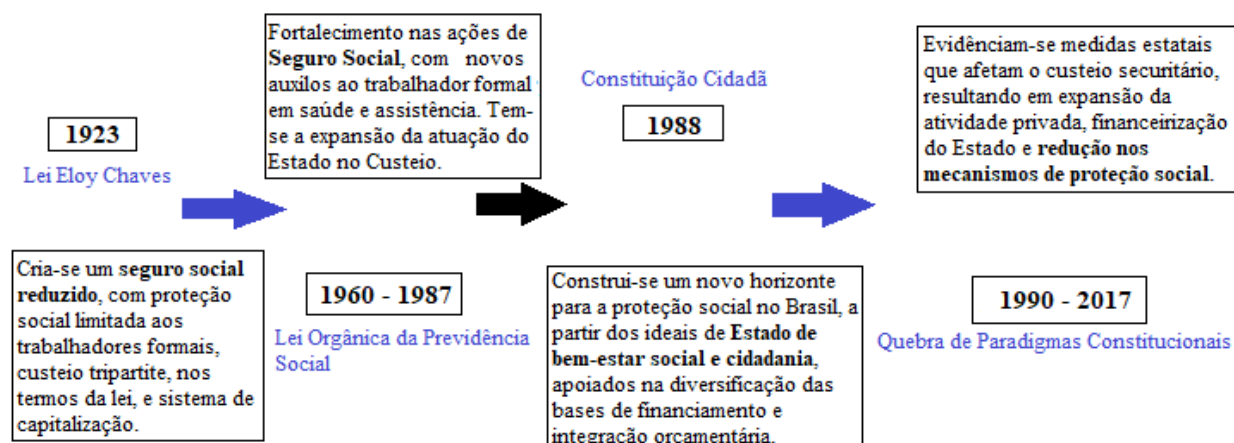 1923
Lei Eloy Chaves
Cria-se um seguro social
reduzido, com proteção
social limitada aos
trabalhadores formais,
custeio tripartite, nos
termos da lei, e sistema de
capitalização.
Fortalecimento nas ações de
Seguro Social, com novos
auxilos ao trabalhador formal
em saúde e assistência. Tem-
se a expansão da atuação do
Estado no Custeio.
1960 - 1987
Lei Orgânica da Previdência
Social
Constituição Cidadã
1988
Construi-se um novo horizonte
para a proteção social no Brasil, a
partir dos ideais de Estado de
bem-estar social e cidadania,
apoiados na diversificação das
bases de financiamento e
integração orçamentária.
Evidênciam-se medidas estatais
que afetam o custeio securitário,
resultando em expansão da
atividade privada, financeirização
do Estado e redução nos
mecanismos de proteção social.
1990 - 2017
Quebra de Paradigmas Constitucionais